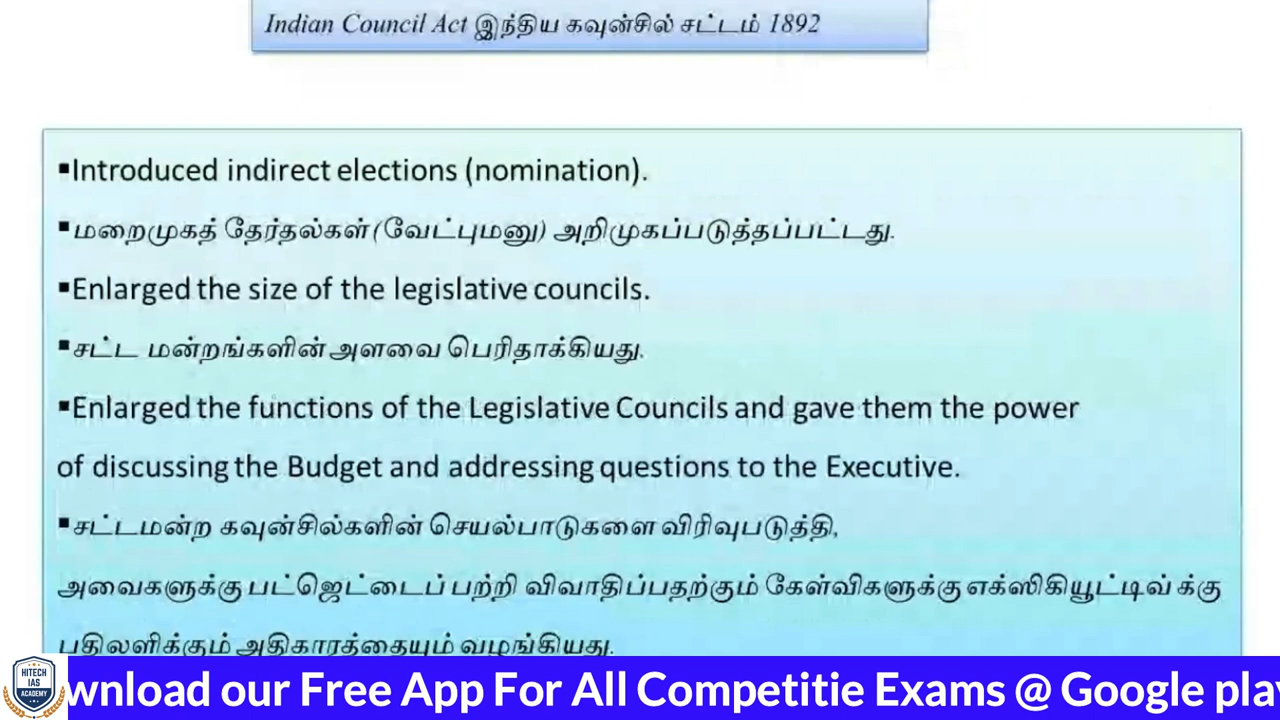 Indian Council Act இந்திய கவுன்சில் சட்டம் 1892
▪Introduced indirect elections (nomination).
▪மறைமுகத் தேர்தல்கள் (வேட்புமனு) அறிமுகப்படுத்தப்பட்டது.
▪Enlarged the size of the legislative councils.
▪சட்ட மன்றங்களின் அளவை பெரிதாக்கியது.
▪Enlarged the functions of the Legislative Councils and gave them the power
of discussing the Budget and addressing questions to the Executive.
▪சட்டமன்ற கவுன்சில்களின் செயல்பாடுகளை விரிவுபடுத்தி,
அவைகளுக்கு பட்ஜெட்டைப் பற்றி விவாதிப்பதற்கும் கேள்விகளுக்கு எக்ஸிகியூட்டிவ் க்கு
பதிலளிக்கும் அதிகாரத்தையும் வழங்கியது.
HITECH
IAS
ACADEMY
wnload our Free App For All Competitie Exams @ Google play